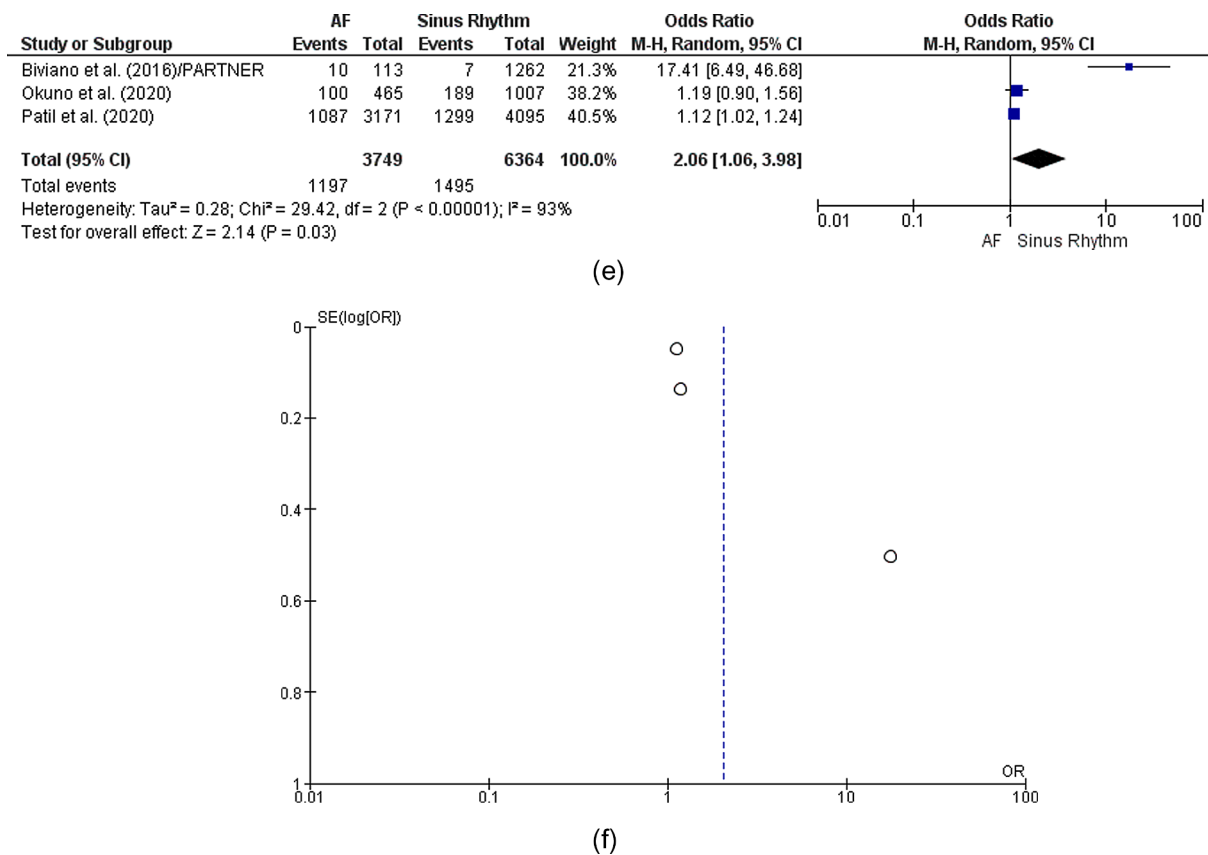 AF Sinus Rhythm Odds Ratio Odds Ratio
Study or Subgroup Events Total Events Total Weight M-H, Random, 95% CI M-H, Random, 95% CI
Biviano et al. (2016)/PARTNER 10 113 7 1262 21.3% 17.41 [6.49, 46.68]
Okuno et al. (2020) 100 465 189 1007 38.2% 1.19 [0.90, 1.56]
Patil et al. (2020) 1087 3171 1299 4095 40.5% 1.12 [1.02, 1.24]
Total (95% CI) 3749 6364 100.0% 2.06 [1.06, 3.98]
Total events 1197 1495
Heterogeneity: Tau² = 0.28; Chi² = 29.42, df = 2 (P < 0.00001); I² = 93%
Test for overall effect: Z = 2.14 (P = 0.03)
0.01 0.1 1 10 100
AF Sinus Rhythm
(e)
SE(log[OR])
0
0.2
0.4
0.6
0.8
1
OR
0.01 0.1 1 10 100
(f)